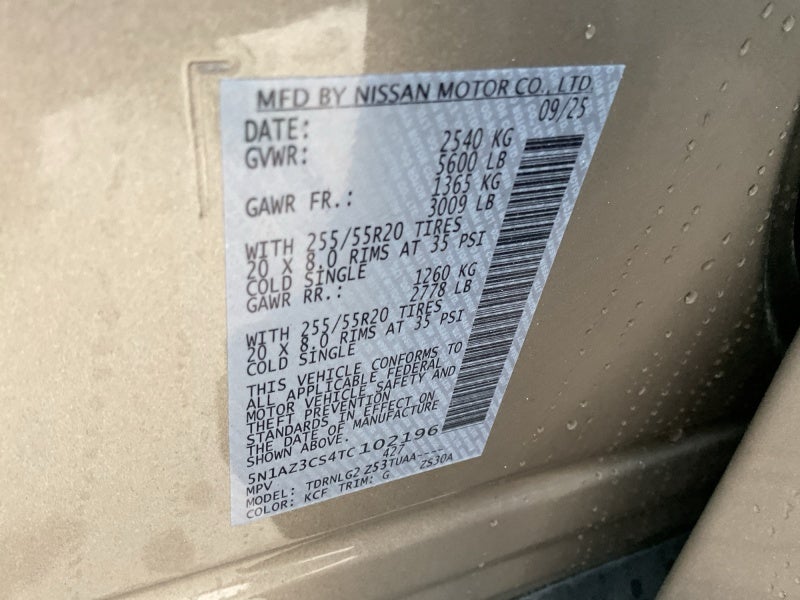 MFD BY NISSAN MOTOR CO., LTD.
DATE: 09/25
GVWR: 2540 KG
5600 LB
GAWR FR.: 1365 KG
3009 LB
WITH 255/55R20 TIRES
20 X 8.0 RIMS AT 35 PSI
COLD SINGLE
GAWR RR.: 1260 KG
2778 LB
WITH 255/55R20 TIRES
20 X 8.0 RIMS AT 35 PSI
COLD SINGLE
THIS VEHICLE CONFORMS TO
ALL APPLICABLE FEDERAL
MOTOR VEHICLE SAFETY AND
THEFT PREVENTION
STANDARDS IN EFFECT ON
THE DATE OF MANUFACTURE
SHOWN ABOVE.
5N1AZ3CS4TC102196
MPV 427
MODEL: TDRNLG2 Z53TUAA-- ZS30A
COLOR: KCF TRIM: G